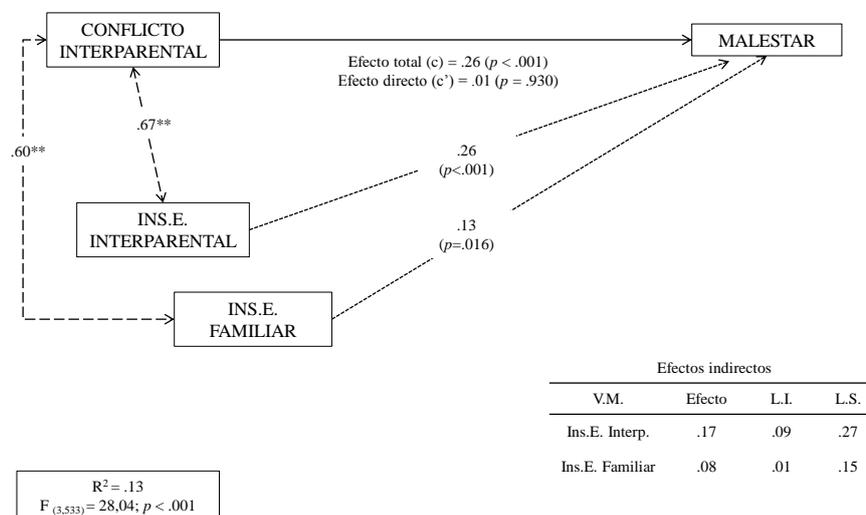 CONFLICTO
INTERPARENTAL
MALESTAR
Efecto total (c) = .26 (p < .001)
Efecto directo (c’) = .01 (p = .930)
.67**
.60**
.26
(p<.001)
INS.E.
INTERPARENTAL
.13
(p=.016)
INS.E.
FAMILIAR
Efectos indirectos
V.M. Efecto L.I. L.S.
Ins.E. Interp. .17 .09 .27
Ins.E. Familiar .08 .01 .15
R² = .13
F (3,533) = 28,04; p < .001